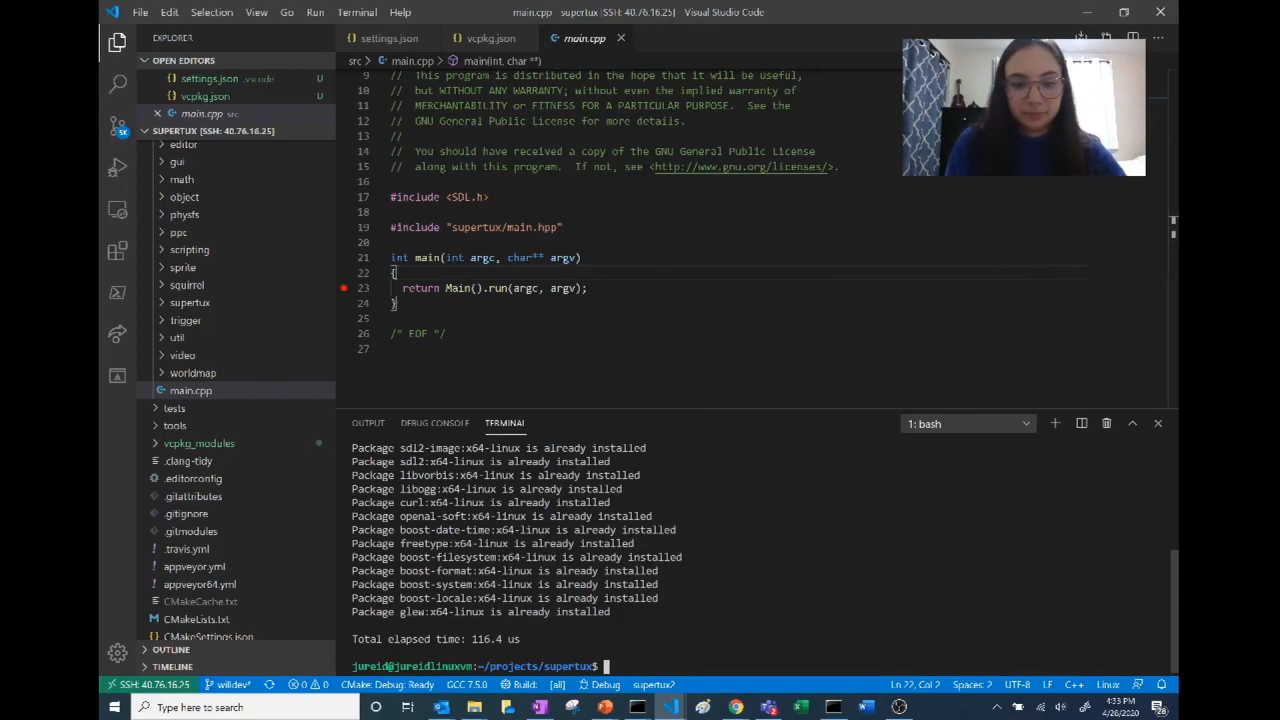 File Edit Selection View Go Run Terminal Help
main.cpp - supertux [SSH: 40.76.16.25] - Visual Studio Code
EXPLORER
settings.json
vcpkg.json
main.cpp
OPEN EDITORS
settings.json .vscode U
vcpkg.json U
main.cpp src
SUPERTUX [SSH: 40.76.16.25]
editor
gui
math
object
physfs
ppc
scripting
sprite
squirrel
supertux
trigger
util
video
worldmap
main.cpp
tests
tools
vcpkg_modules
.clang-tidy
.editorconfig
.gitattributes
.gitignore
.gitmodules
.travis.yml
appveyor.yml
appveyor64.yml
CMakeCache.txt
CMakeLists.txt
CMakeSettings.json
OUTLINE
TIMELINE
5K
src > main.cpp > main(int, char **)
9 // This program is distributed in the hope that it will be useful,
10 // but WITHOUT ANY WARRANTY; without even the implied warranty of
11 // MERCHANTABILITY or FITNESS FOR A PARTICULAR PURPOSE. See the
12 // GNU General Public License for more details.
13 //
14 // You should have received a copy of the GNU General Public License
15 // along with this program. If not, see <http://www.gnu.org/licenses/>.
16
17 #include <SDL.h>
18
19 #include "supertux/main.hpp"
20
21 int main(int argc, char** argv)
22 {
23 return Main().run(argc, argv);
24 }
25
26 /* EOF */
27
OUTPUT DEBUG CONSOLE TERMINAL
1: bash
Package sdl2-image:x64-linux is already installed
Package sdl2:x64-linux is already installed
Package libvorbis:x64-linux is already installed
Package libogg:x64-linux is already installed
Package curl:x64-linux is already installed
Package openal-soft:x64-linux is already installed
Package boost-date-time:x64-linux is already installed
Package freetype:x64-linux is already installed
Package boost-filesystem:x64-linux is already installed
Package boost-format:x64-linux is already installed
Package boost-system:x64-linux is already installed
Package boost-locale:x64-linux is already installed
Package glew:x64-linux is already installed
Total elapsed time: 116.4 us
jureid@jureidlinuxvm:~/projects/supertux$
SSH: 40.76.16.25 willdev* 0 0 CMake: Debug: Ready GCC 7.5.0 Build: [all] Debug supertux2 Ln 22, Col 2 Spaces: 2 UTF-8 LF C++ Linux
Type here to search
4:33 PM
4/28/2020
28